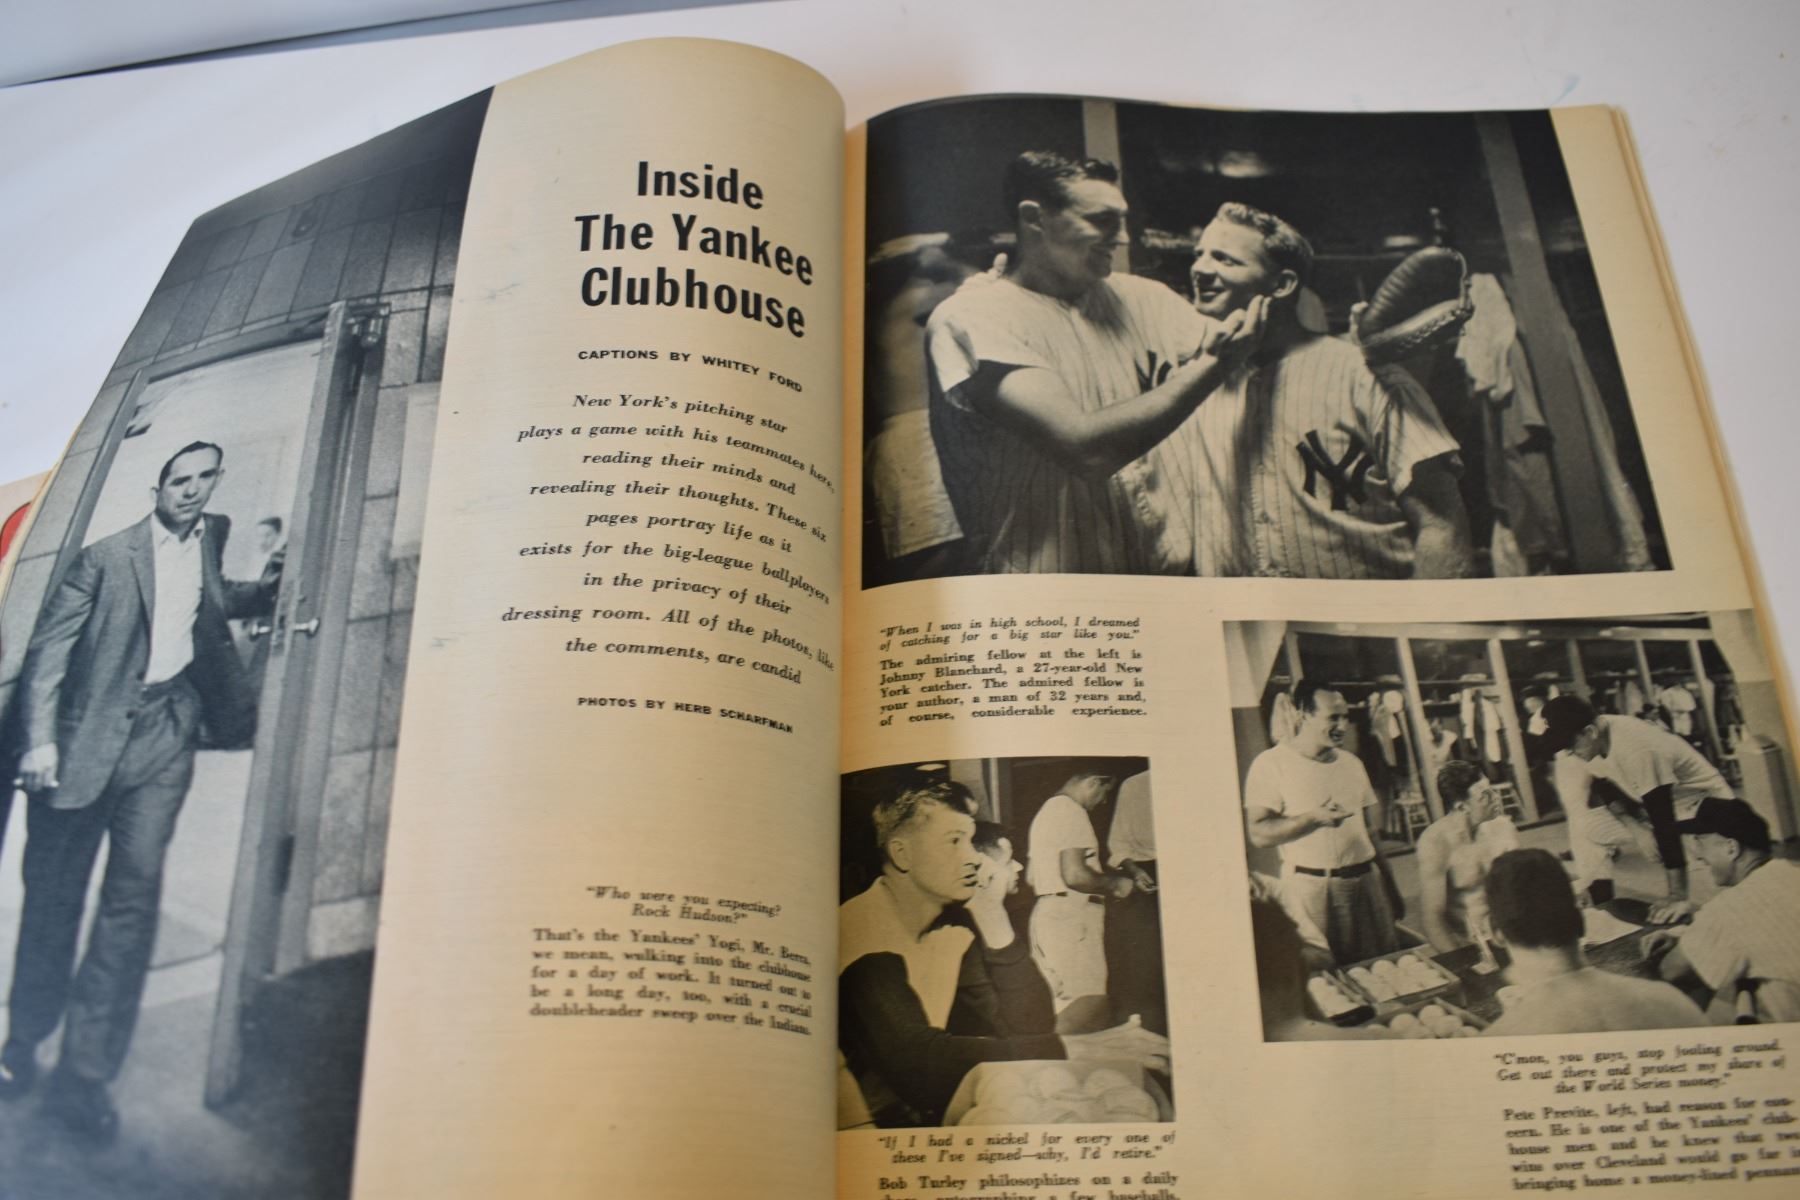 Inside
The Yankee
Clubhouse
CAPTIONS BY WHITEY FORD
New York's pitching star
plays a game with his teammates here,
reading their minds and
revealing their thoughts. These six
pages portray life as it
exists for the big-league ballplayers
in the privacy of their
dressing room. All of the photos, like
the comments, are candid
PHOTOS BY HERB SCHARFMAN
"Who were you expecting?
Rock Hudson?"
That's the Yankees' Yogi, Mr. Berra,
we mean, walking into the clubhouse
for a day of work. It turned out to
be a long day, too, with a crucial
doubleheader sweep over the Indians.
NY
NY
"When I was in high school, I dreamed
of catching for a big star like you."
The admiring fellow at the left is
Johnny Blanchard, a 27-year-old New
York catcher. The admired fellow is
your author, a man of 32 years and,
of course, considerable experience.
"If I had a nickel for every one of
these I've signed—why, I'd retire."
Bob Turley philosophizes on a daily
autographing a few baseballs.
"C'mon, you guys, stop fooling around.
Get out there and protect my share of
the World Series money."
Pete Previte, left, had reason for con-
cern. He is one of the Yankees' club-
house men and he knew that two
wins over Cleveland would go far in
bringing home a money-lined pennant